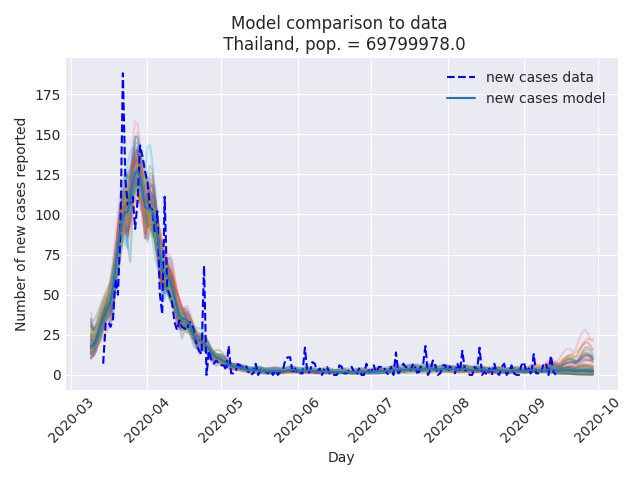 Model comparison to data
Thailand, pop. = 69799978.0
new cases data
new cases model
Number of new cases reported
175
150
125
100
75
50
25
0
2020-03
2020-04
2020-05
2020-06
2020-07
2020-08
2020-09
2020-10
Day